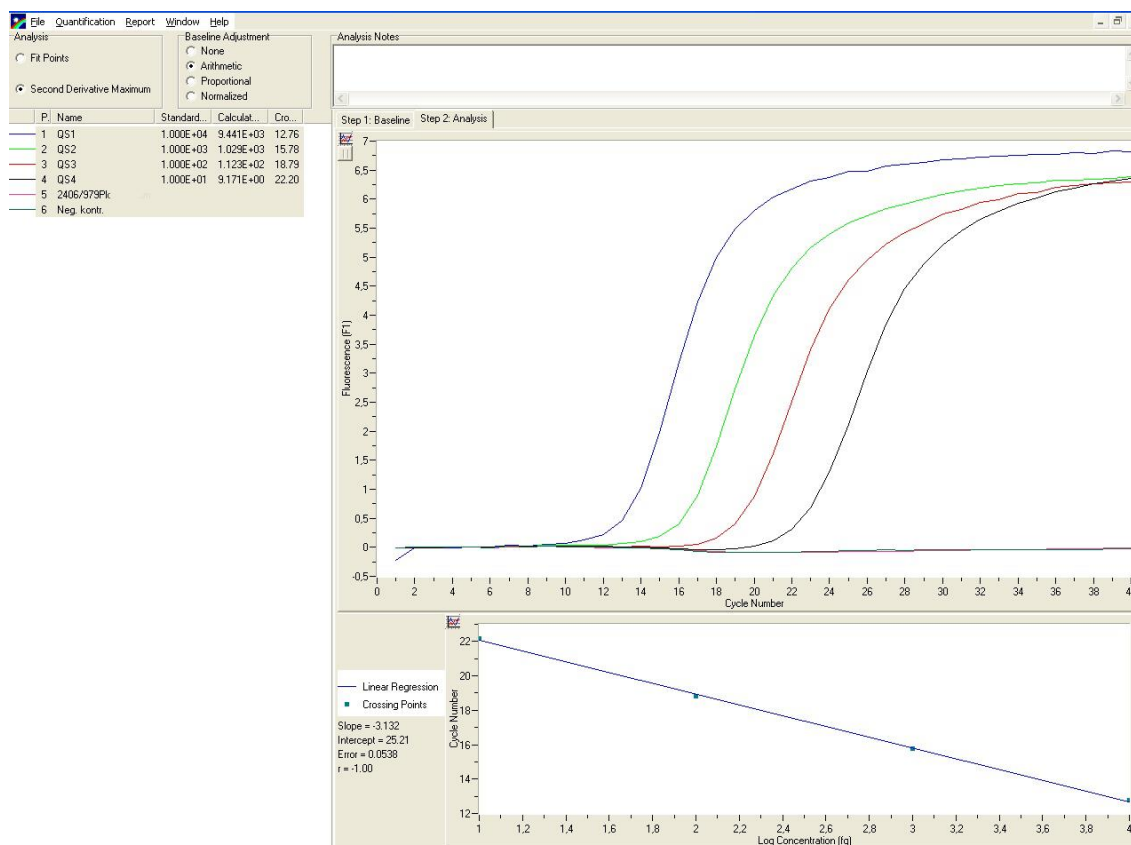 File Quantification Report Window Help
Analysis
Fit Points
Second Derivative Maximum
Baseline Adjustment
None
Arithmetic
Proportional
Normalized
Analysis Notes
P. Name Standard... Calculat... Cro...
1 QS1 1.000E+04 9.441E+03 12.76
2 QS2 1.000E+03 1.029E+03 15.78
3 QS3 1.000E+02 1.123E+02 18.79
4 QS4 1.000E+01 9.171E+00 22.20
5 2406/979Pk
6 Neg. kontr.
Step 1: Baseline Step 2: Analysis
7
6,5
6
5,5
5
4,5
4
3,5
3
2,5
2
1,5
1
0,5
0
-0,5
Fluorescence (F1)
0 2 4 6 8 10 12 14 16 18 20 22 24 26 28 30 32 34 36 38
Cycle Number
Linear Regression
Crossing Points
Slope = -3.132
Intercept = 25.21
Error = 0.0538
r = -1.00
22
20
18
16
14
12
Cycle Number
1 1,2 1,4 1,6 1,8 2 2,2 2,4 2,6 2,8 3 3,2 3,4 3,6 3,8 4
Log Concentration (fg)